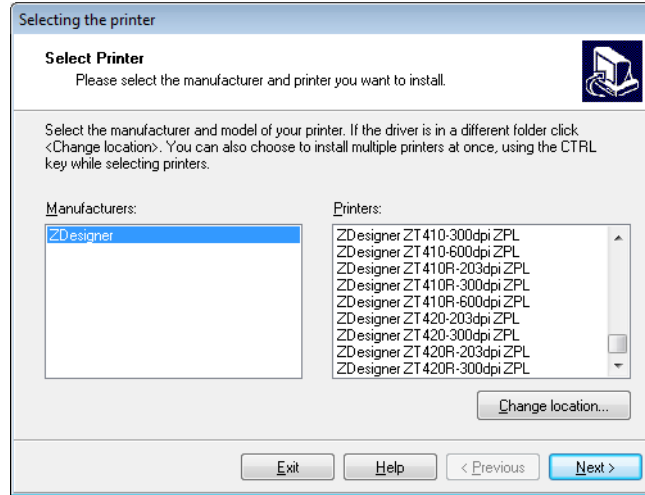 Selecting the printer
Select Printer
Please select the manufacturer and printer you want to install.
Select the manufacturer and model of your printer. If the driver is in a different folder click
<Change location>. You can also choose to install multiple printers at once, using the CTRL
key while selecting printers.
Manufacturers:
ZDesigner
Printers:
ZDesigner ZT410-300dpi ZPL
ZDesigner ZT410-600dpi ZPL
ZDesigner ZT410R-203dpi ZPL
ZDesigner ZT410R-300dpi ZPL
ZDesigner ZT410R-600dpi ZPL
ZDesigner ZT420-203dpi ZPL
ZDesigner ZT420-300dpi ZPL
ZDesigner ZT420R-203dpi ZPL
ZDesigner ZT420R-300dpi ZPL
Change location...
Exit
Help
< Previous
Next >